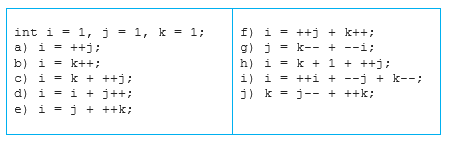 int i = 1, j = 1, k = 1;
a) i = ++j;
b) i = k++;
c) i = k + ++j;
d) i = i + j++;
e) i = j + ++k;
f) i = ++j + k++;
g) j = k-- + --i;
h) i = k + 1 + ++j;
i) i = ++i + --j + k--;
j) k = j-- + ++k;